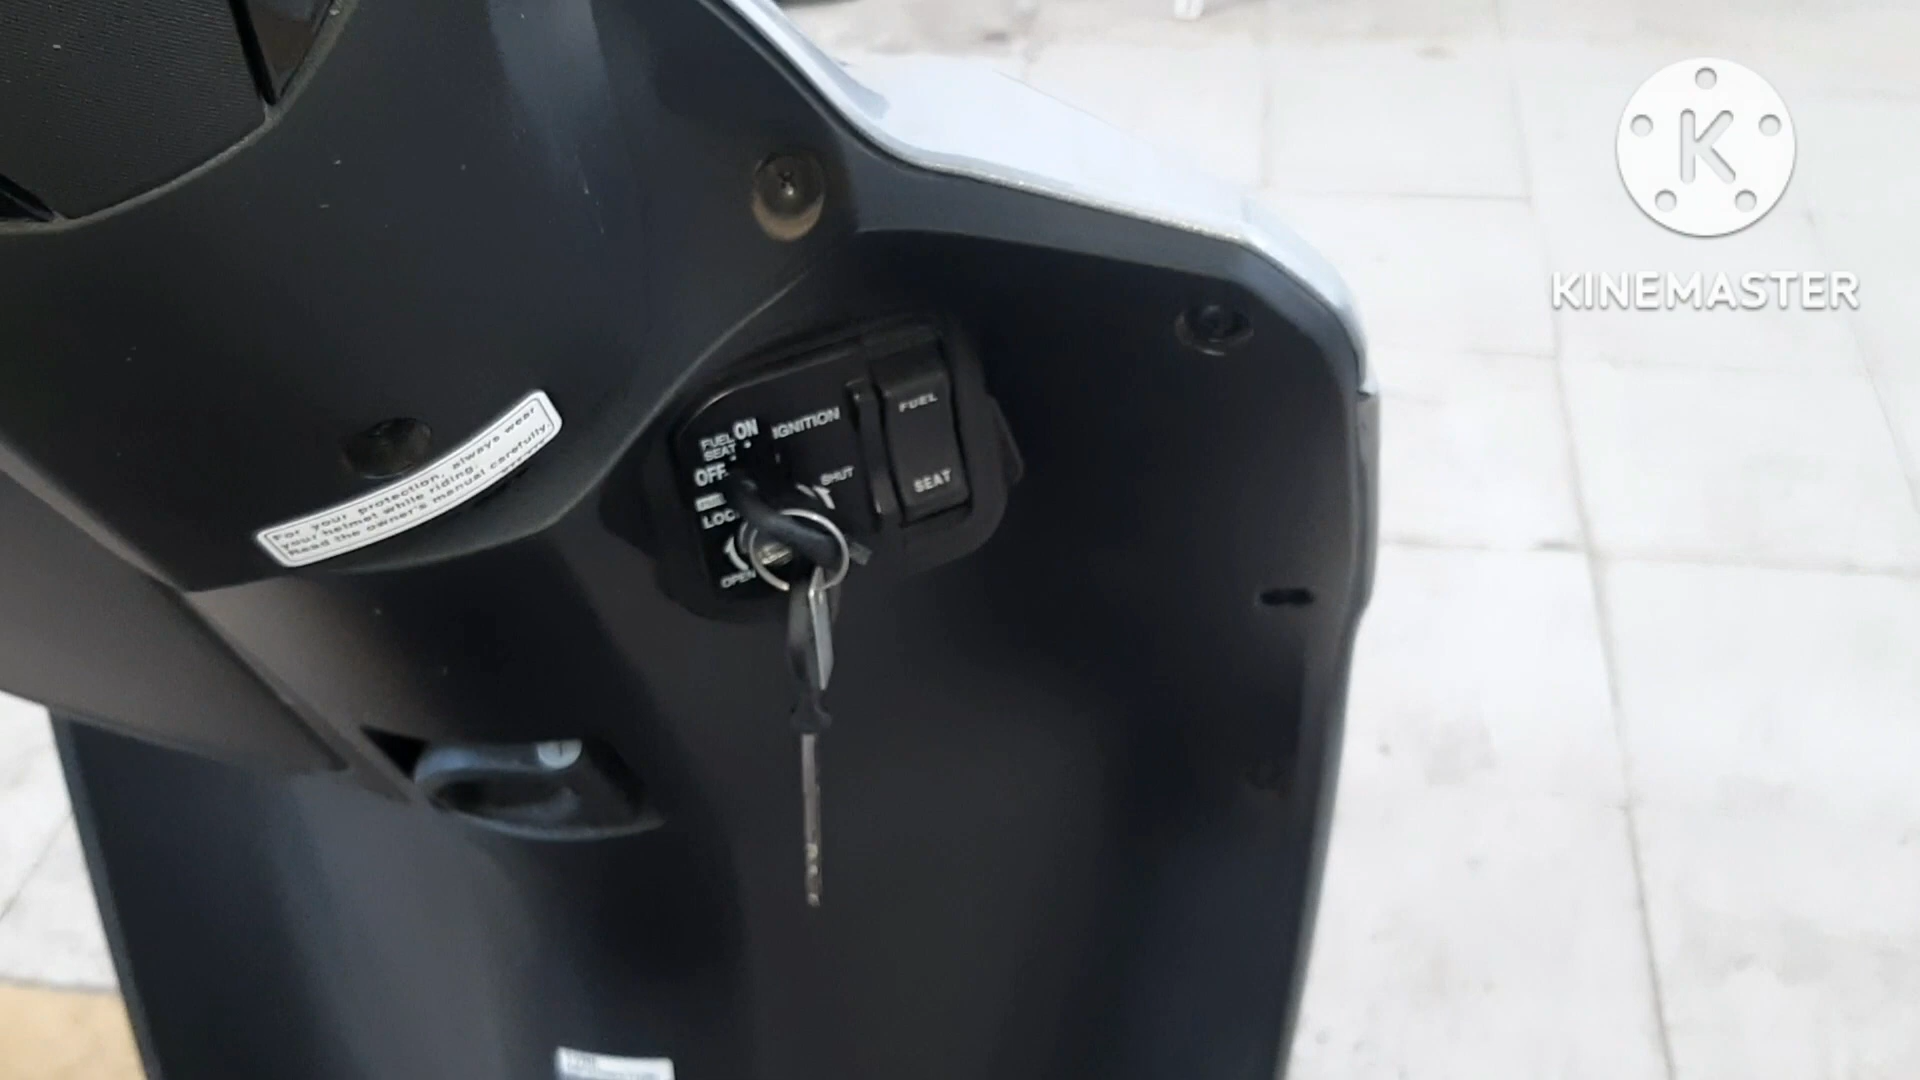 K
KINEMASTER
FUEL
ON
IGNITION
FUEL
SEAT
OFF
SHUT
SEAT
LOCK
OPEN
For your protection, always wear
your helmet while riding.
Read the owner's manual carefully.